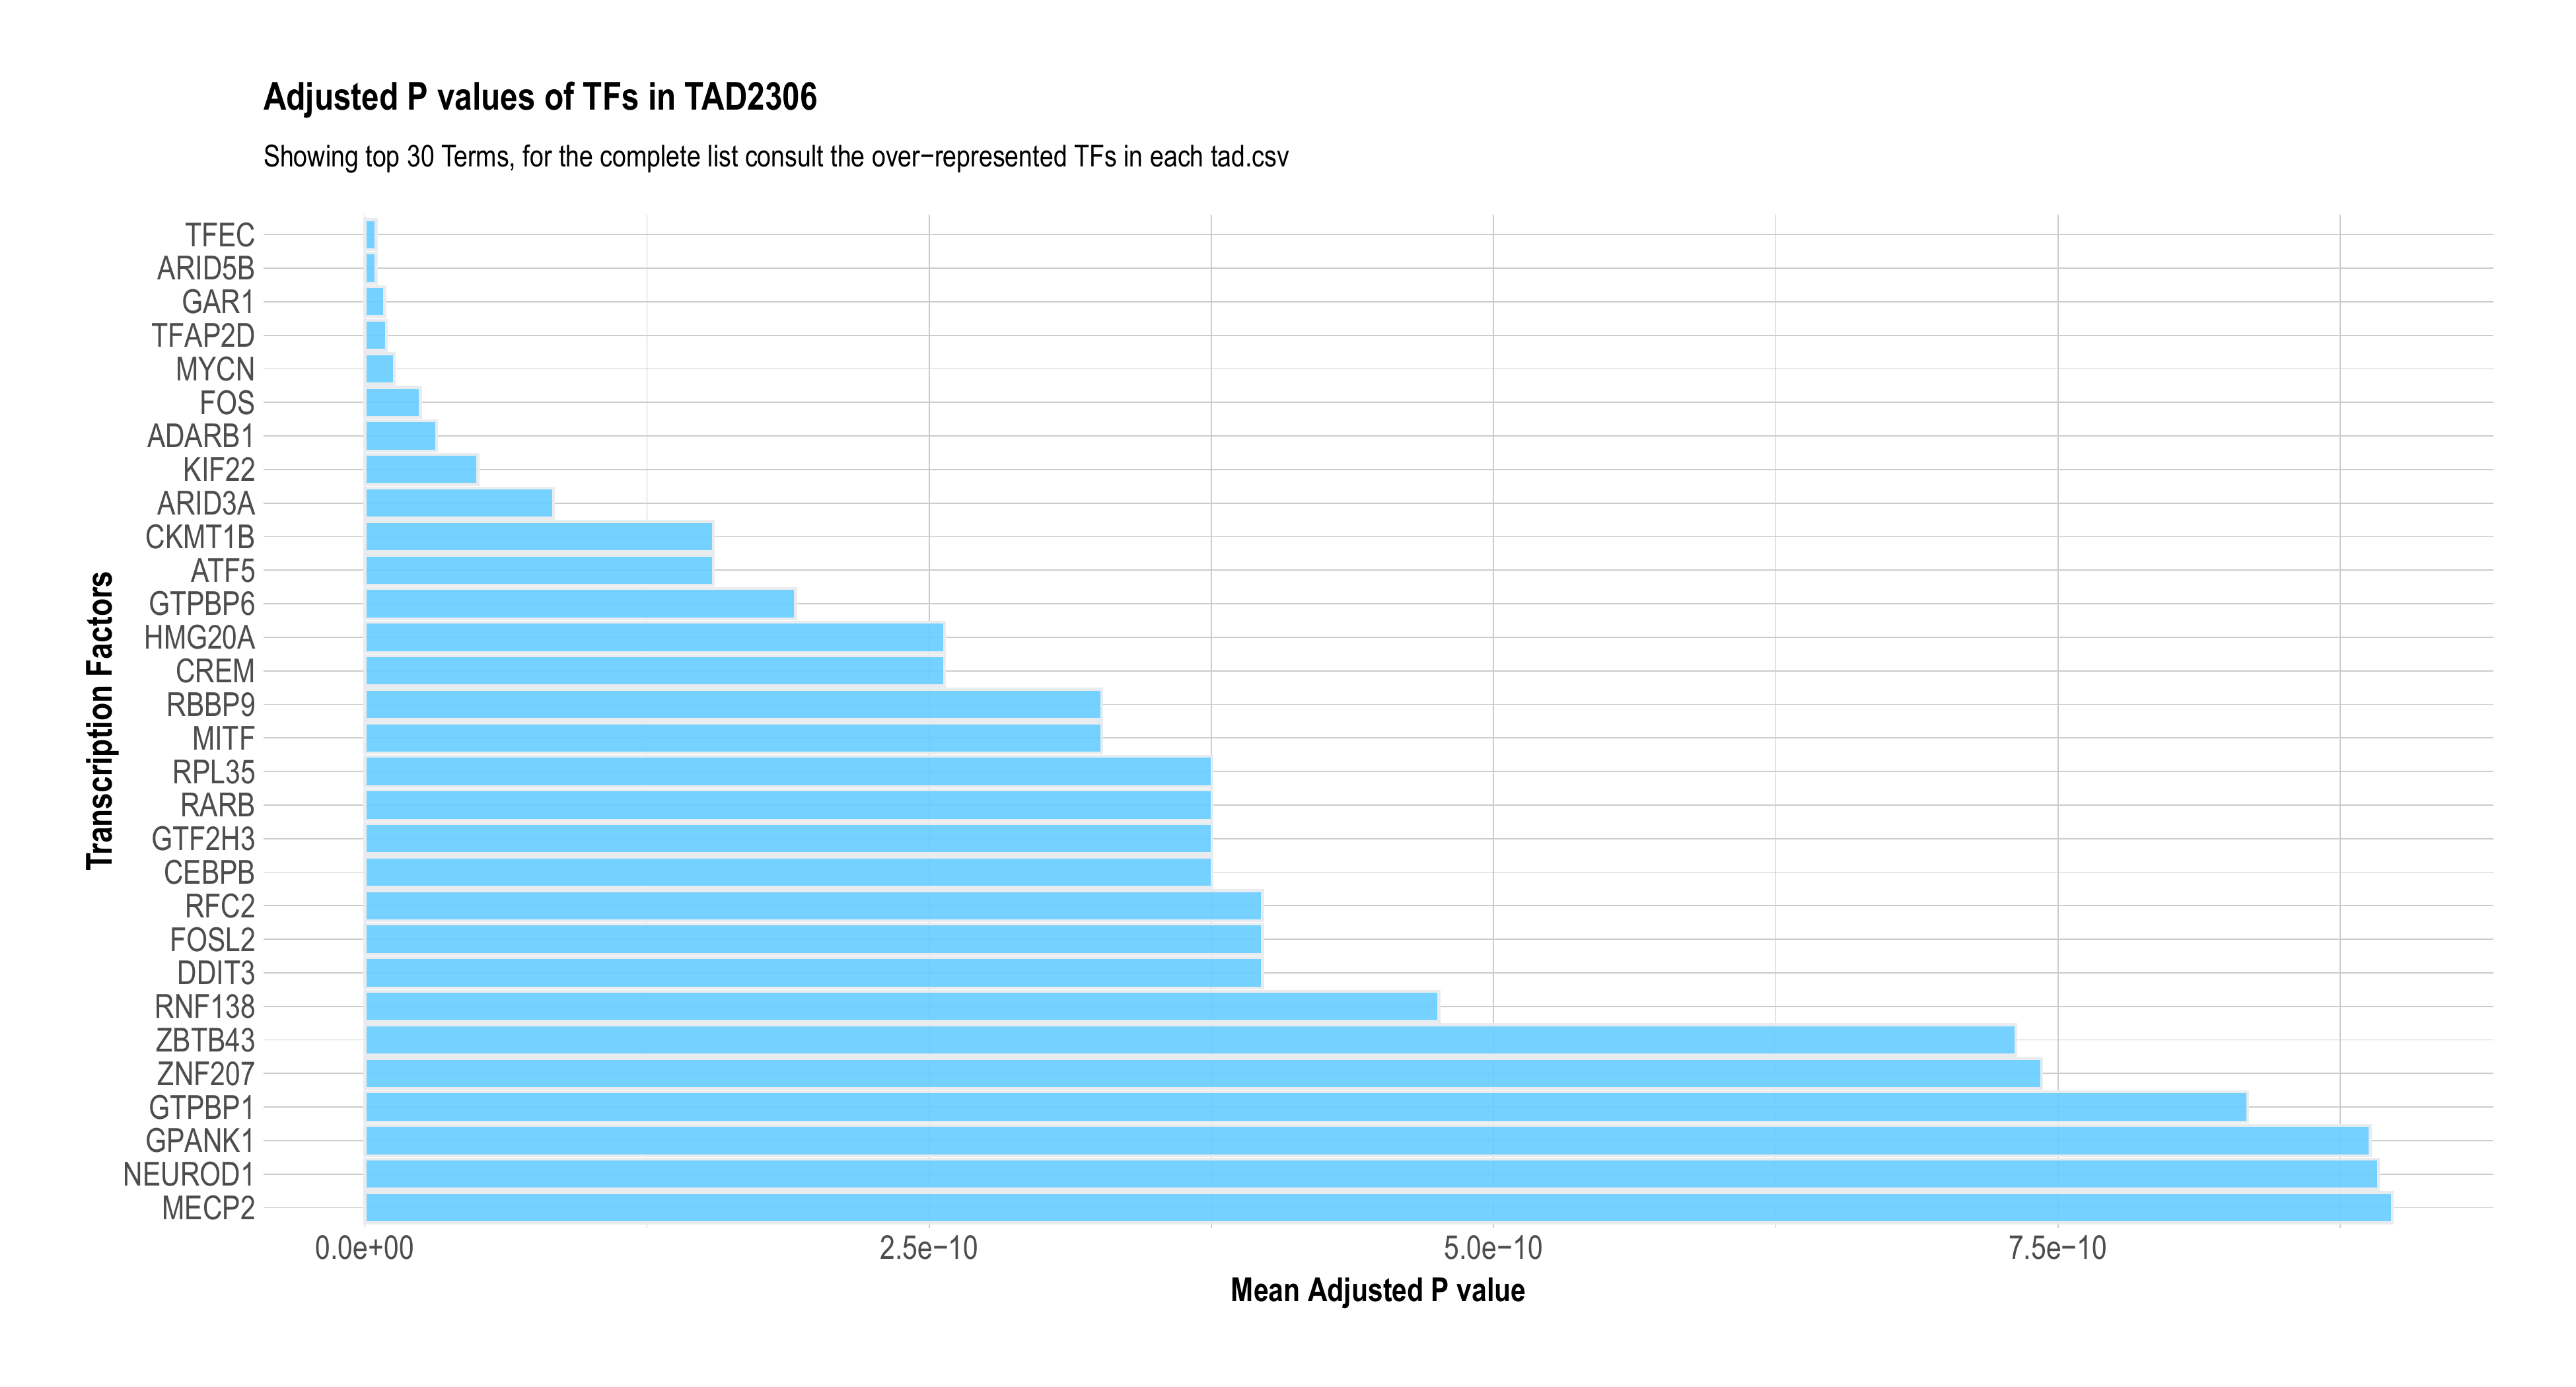 Adjusted P values of TFs in TAD2306
Showing top 30 Terms, for the complete list consult the over−represented TFs in each tad.csv
Transcription Factors
TFEC
ARID5B
GAR1
TFAP2D
MYCN
FOS
ADARB1
KIF22
ARID3A
CKMT1B
ATF5
GTPBP6
HMG20A
CREM
RBBP9
MITF
RPL35
RARB
GTF2H3
CEBPB
RFC2
FOSL2
DDIT3
RNF138
ZBTB43
ZNF207
GTPBP1
GPANK1
NEUROD1
MECP2
0.0e+00 2.5e−10 5.0e−10 7.5e−10
Mean Adjusted P value